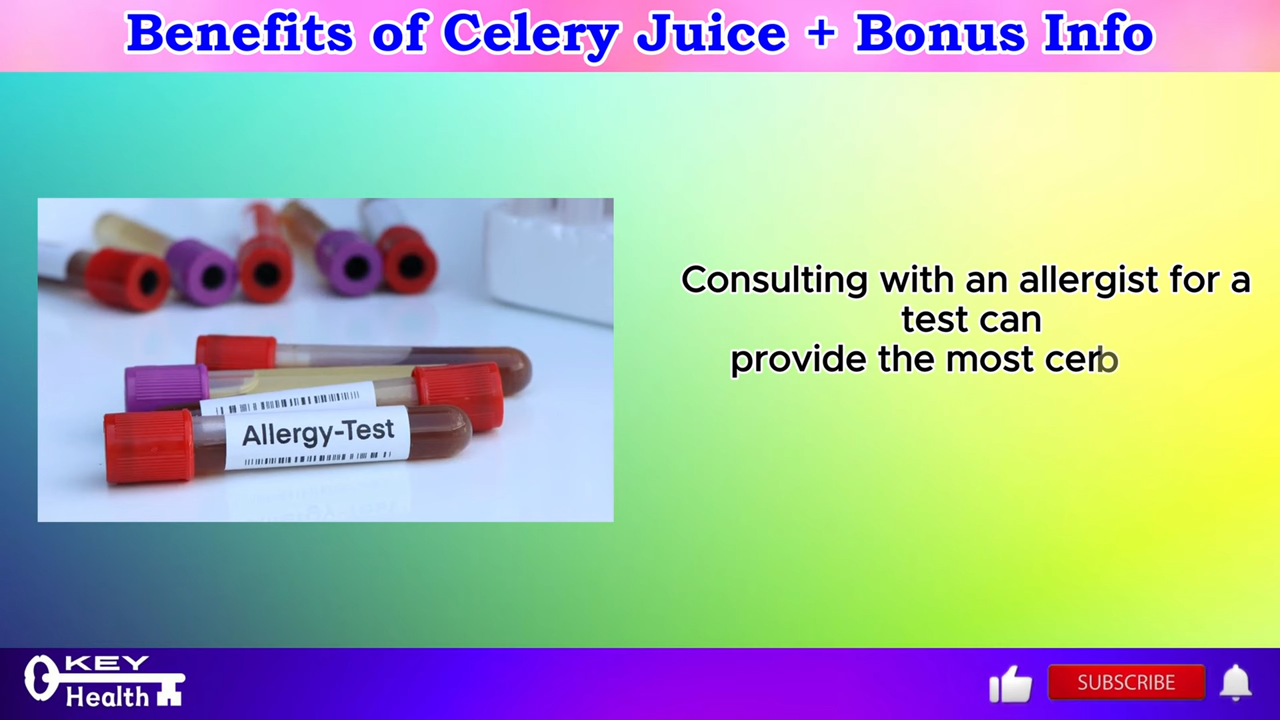 Benefits of Celery Juice + Bonus Info
Consulting with an allergist for a
test can
provide the most
Allergy-Test
KEY
Health
SUBSCRIBE